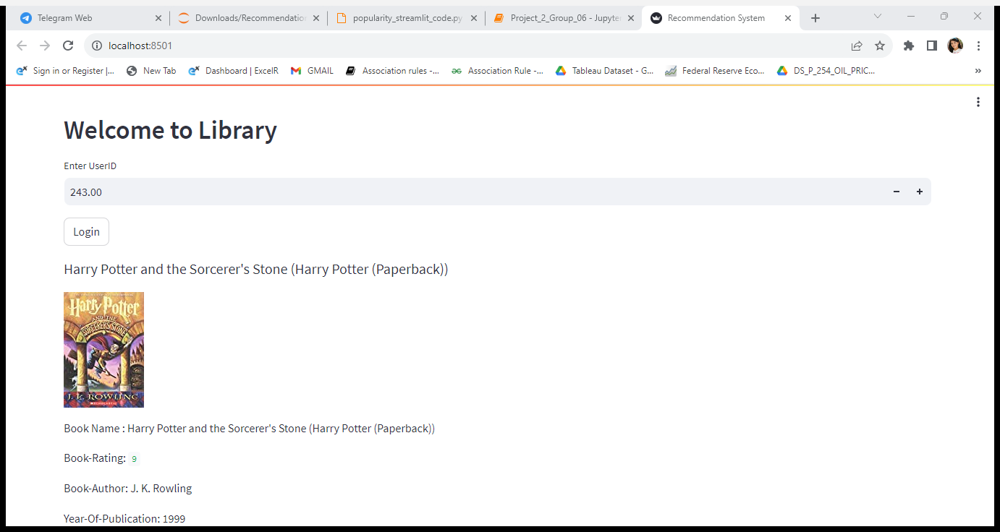 Telegram Web
Downloads/Recommendatio
popularity_streamlit_code.py
Project_2_Group_06 - Jupyte
Recommendation System
localhost:8501
Sign in or Register |...
New Tab
Dashboard | ExcelR
GMAIL
Association rules -...
Association Rule -...
Tableau Dataset - G...
Federal Reserve Eco...
DS_P_254_OIL_PRIC...
»
Welcome to Library
Enter UserID
243.00
Login
Harry Potter and the Sorcerer's Stone (Harry Potter (Paperback))
Harry Potter
AND THE
SORCERER'S STONE
J. K. ROWLING
SCHOLASTIC
Book Name : Harry Potter and the Sorcerer's Stone (Harry Potter (Paperback))
Book-Rating: 9
Book-Author: J. K. Rowling
Year-Of-Publication: 1999